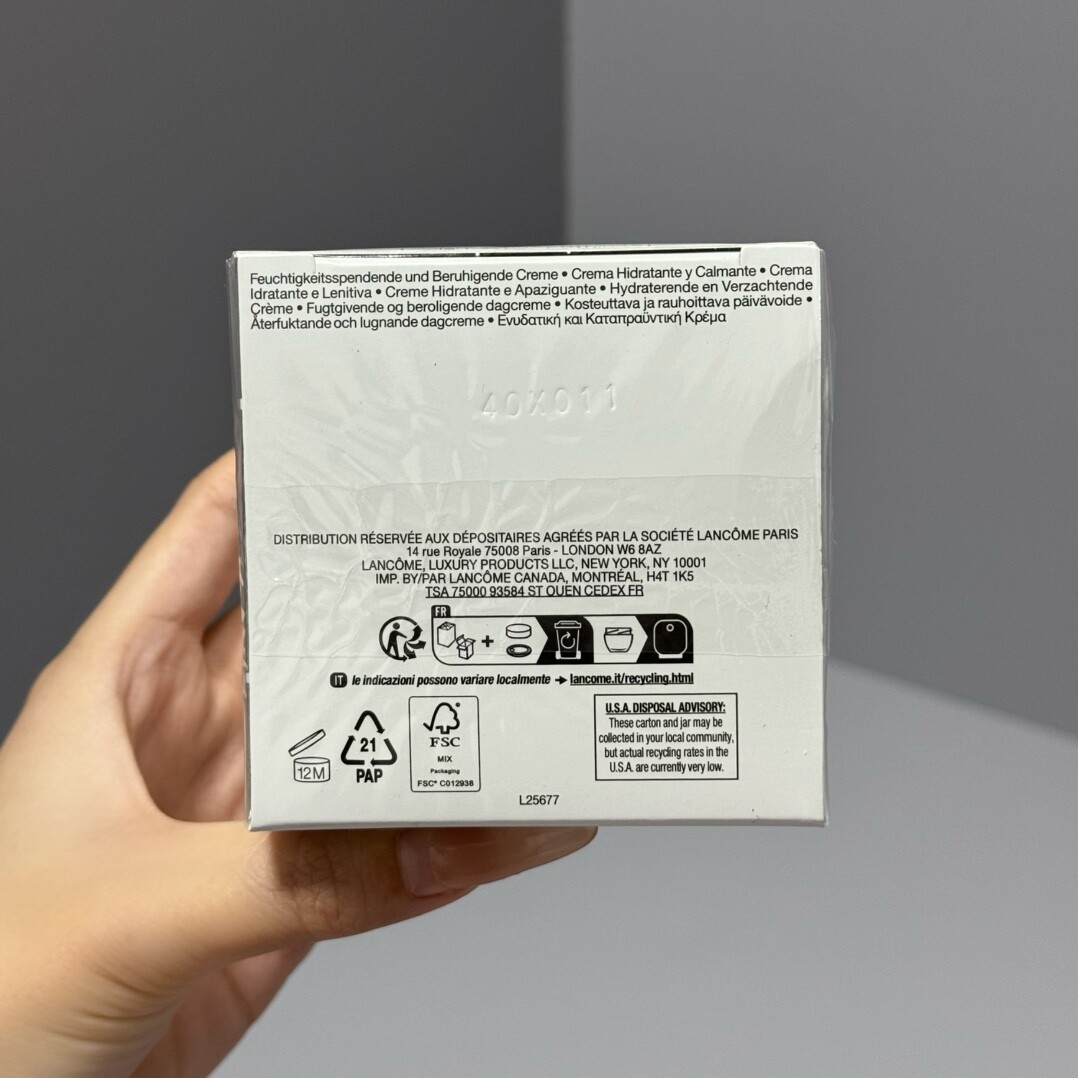 Feuchtigkeitsspendende und Beruhigende Creme • Crema Hidratante y Calmante • Crema
Idratante e Lenitiva • Creme Hidratante e Apaziguante • Hydraterende en Verzachtende
Crème • Fugtgivende og beroligende dagcreme • Kosteuttava ja rauhoittava päivävoide •
Återfuktande och lugnande dagcreme • Ενυδατική και Καταπραϋντική Κρέμα
40X011
DISTRIBUTION RÉSERVÉE AUX DÉPOSITAIRES AGRÉÉS PAR LA SOCIÉTÉ LANCÔME PARIS
14 rue Royale 75008 Paris - LONDON W6 8AZ
LANCÔME, LUXURY PRODUCTS LLC, NEW YORK, NY 10001
IMP. BY/PAR LANCÔME CANADA, MONTRÉAL, H4T 1K5
TSA 75000 93584 ST OUEN CEDEX FR
FR
+
IT le indicazioni possono variare localmente → lancome.it/recycling.html
12M
21
PAP
FSC
MIX
Packaging
FSC® C012938
U.S.A. DISPOSAL ADVISORY:
These carton and jar may be
collected in your local community,
but actual recycling rates in the
U.S.A. are currently very low.
L25677